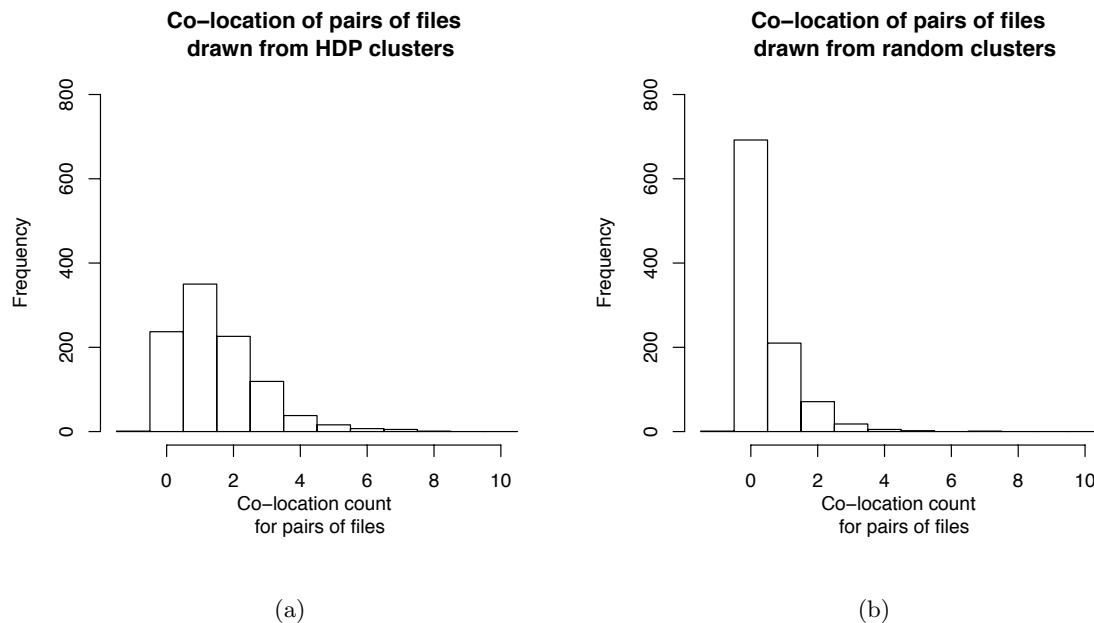 Co−location of pairs of files
drawn from HDP clusters
800
600
400
200
0
Frequency
0 2 4 6 8 10
Co−location count
for pairs of files
(a)
Co−location of pairs of files
drawn from random clusters
800
600
400
200
0
Frequency
0 2 4 6 8 10
Co−location count
for pairs of files
(b)